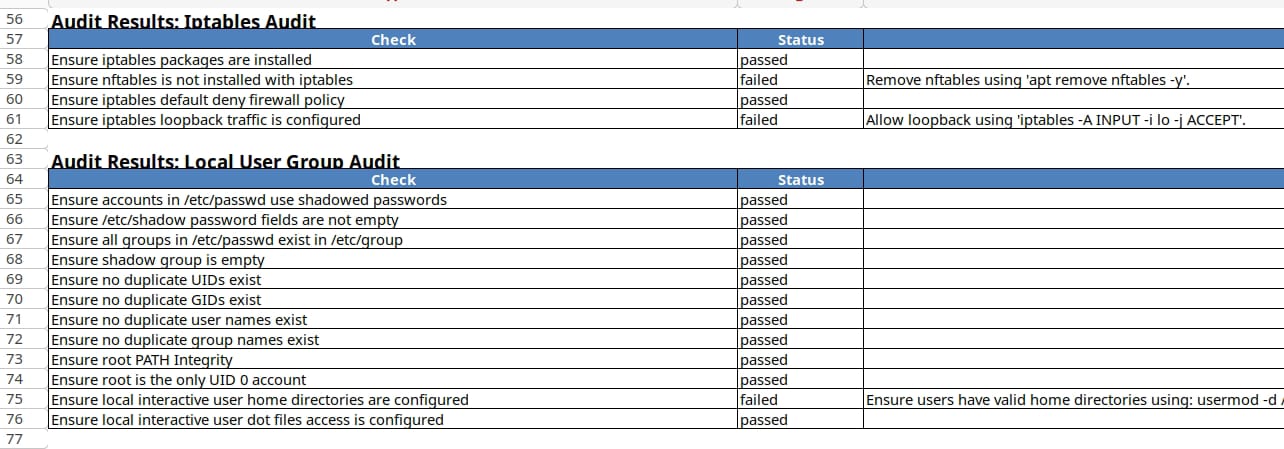 56 Audit Results: Iptables Audit
57 Check Status
58 Ensure iptables packages are installed passed
59 Ensure nftables is not installed with iptables failed Remove nftables using 'apt remove nftables -y'.
60 Ensure iptables default deny firewall policy passed
61 Ensure iptables loopback traffic is configured failed Allow loopback using 'iptables -A INPUT -i lo -j ACCEPT'.
62
63 Audit Results: Local User Group Audit
64 Check Status
65 Ensure accounts in /etc/passwd use shadowed passwords passed
66 Ensure /etc/shadow password fields are not empty passed
67 Ensure all groups in /etc/passwd exist in /etc/group passed
68 Ensure shadow group is empty passed
69 Ensure no duplicate UIDs exist passed
70 Ensure no duplicate GIDs exist passed
71 Ensure no duplicate user names exist passed
72 Ensure no duplicate group names exist passed
73 Ensure root PATH Integrity passed
74 Ensure root is the only UID 0 account passed
75 Ensure local interactive user home directories are configured failed Ensure users have valid home directories using: usermod -d /
76 Ensure local interactive user dot files access is configured passed
77